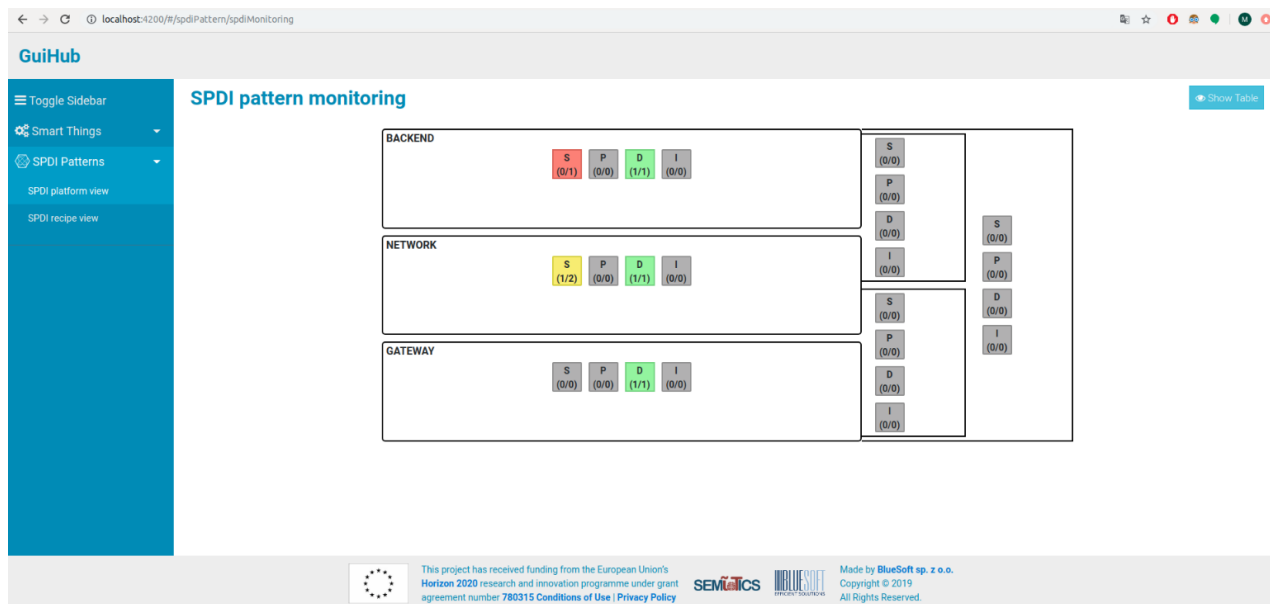 localhost:4200/#/spdiPattern/spdiMonitoring
M
GuiHub
Toggle Sidebar
Smart Things
SPDI Patterns
SPDI platform view
SPDI recipe view
SPDI pattern monitoring
Show Table
BACKEND
S P D I
(0/1) (0/0) (1/1) (0/0)
NETWORK
S P D I
(1/2) (0/0) (1/1) (0/0)
GATEWAY
S P D I
(0/0) (0/0) (1/1) (0/0)
S
(0/0)
P
(0/0)
D
(0/0)
I
(0/0)
S
(0/0)
P
(0/0)
D
(0/0)
I
(0/0)
S
(0/0)
P
(0/0)
D
(0/0)
I
(0/0)
This project has received funding from the European Union's
Horizon 2020 research and innovation programme under grant
agreement number 780315 Conditions of Use | Privacy Policy
SEMIoTICS
BLUESOFT
EFFICIENT SOLUTIONS
Made by BlueSoft sp. z o.o.
Copyright © 2019
All Rights Reserved.